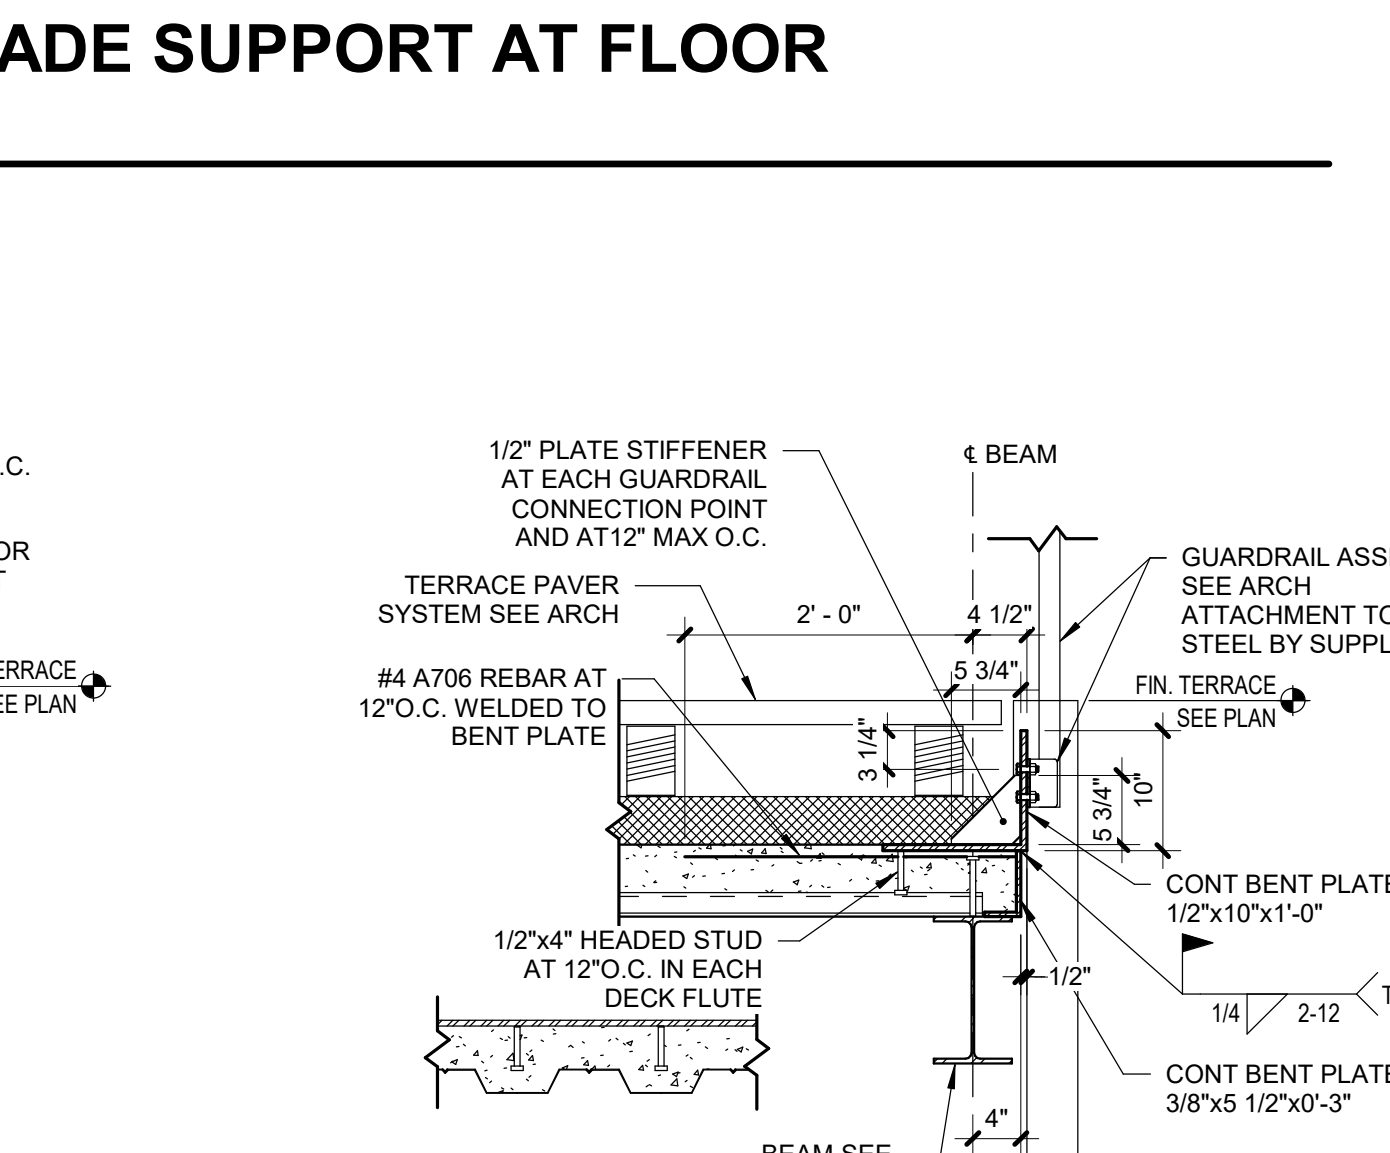 ADE SUPPORT AT FLOOR
.C.
OR
T
ERRACE
EE PLAN
1/2" PLATE STIFFENER
AT EACH GUARDRAIL
CONNECTION POINT
AND AT12" MAX O.C.
℄ BEAM
TERRACE PAVER
SYSTEM SEE ARCH
2' - 0"
4 1/2"
5 3/4"
GUARDRAIL ASS
SEE ARCH
ATTACHMENT TO
STEEL BY SUPPL
#4 A706 REBAR AT
12"O.C. WELDED TO
BENT PLATE
FIN. TERRACE
SEE PLAN
3 1/4"
5 3/4"
10"
CONT BENT PLATE
1/2"x10"x1'-0"
1/2"x4" HEADED STUD
AT 12"O.C. IN EACH
DECK FLUTE
1/2"
1/4
2-12
T
CONT BENT PLATE
3/8"x5 1/2"x0'-3"
4"
BEAM SEE